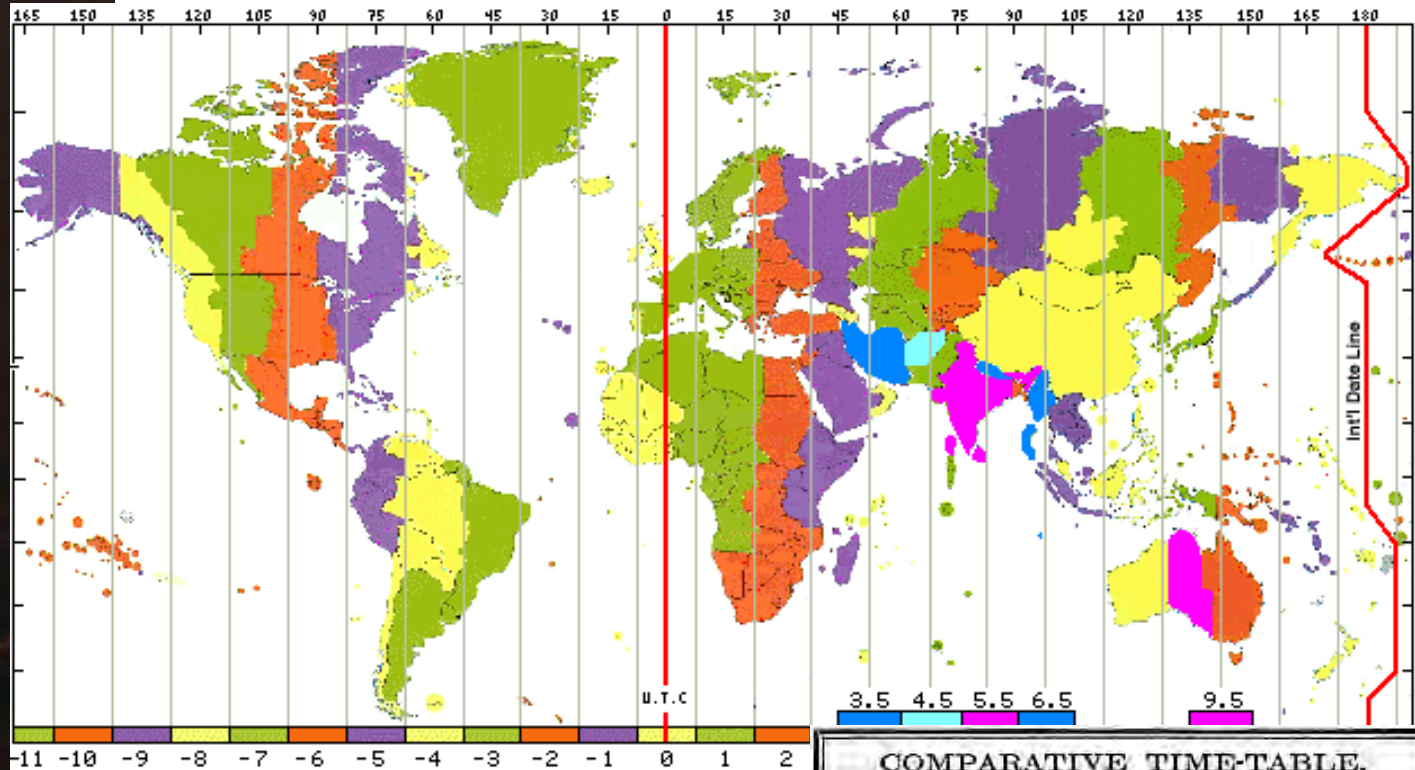 165 150 135 120 105 90 75 60 45 30 15 0 15 30 45 60 75 90 105 120 135 150 165 180
Int'l Date Line
U.T.C
3.5 4.5 5.5 6.5 9.5
-11 -10 -9 -8 -7 -6 -5 -4 -3 -2 -1 0 1 2
COMPARATIVE TIME-TABLE.